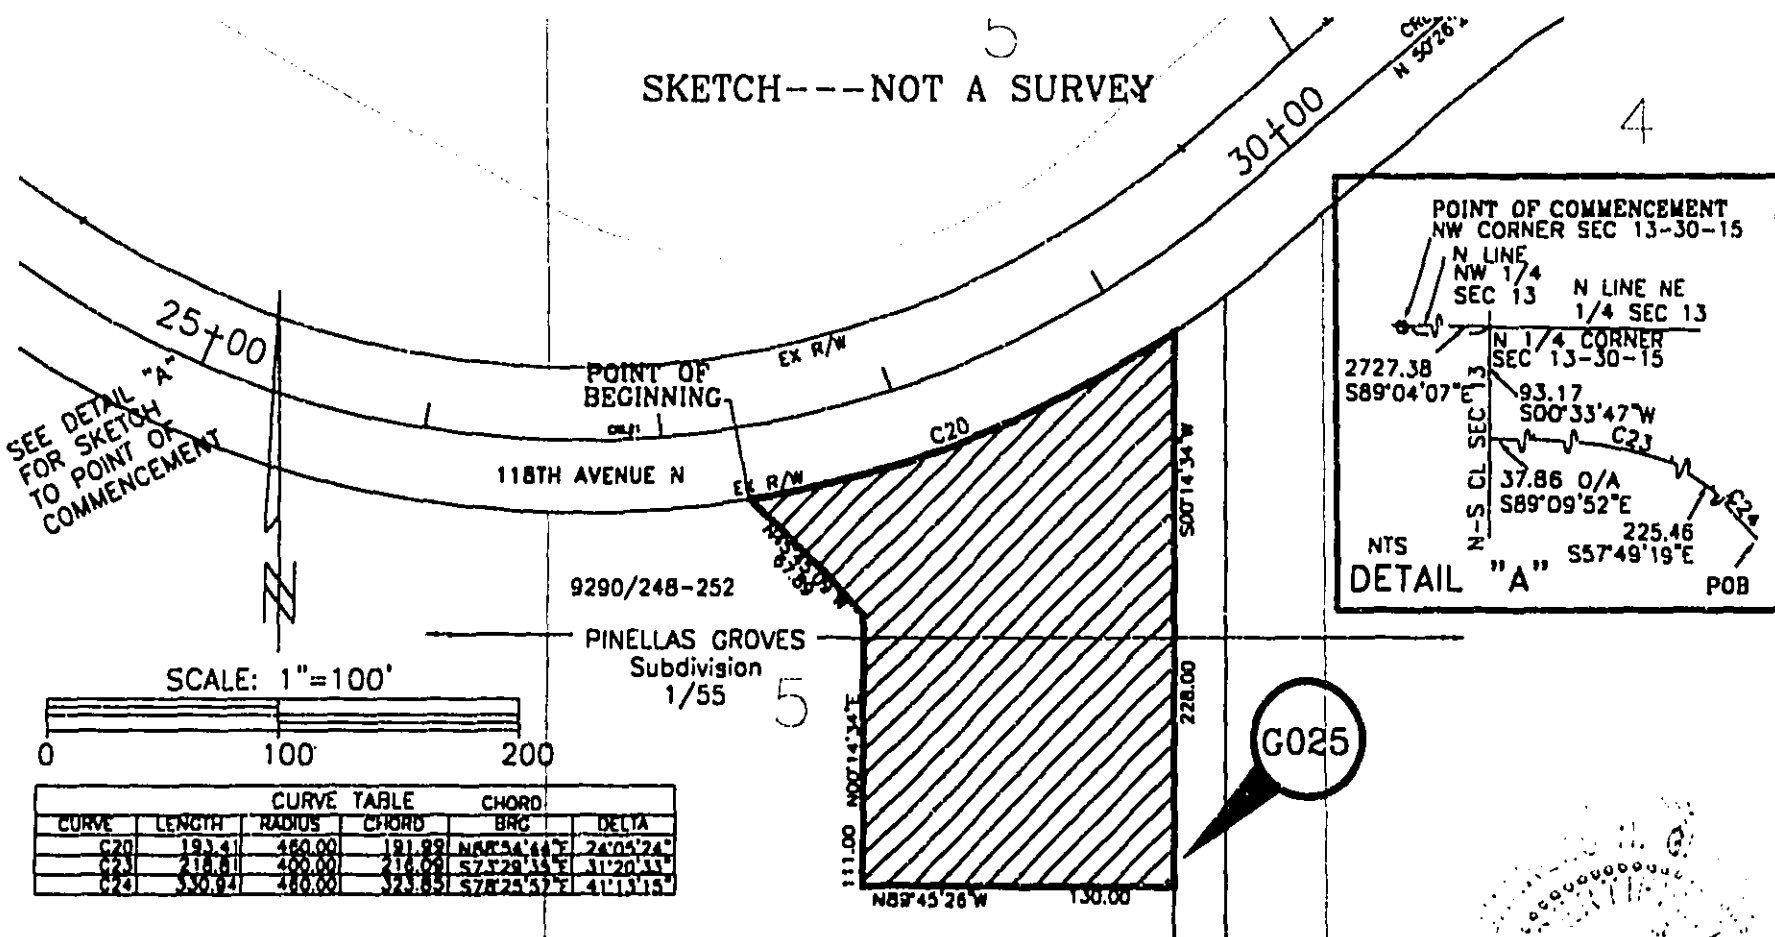 5
SKETCH---NOT A SURVEY
30+00
4
25+00
EX R/W
SEE DETAIL "A"
FOR SKETCH
TO POINT OF
COMMENCEMENT
POINT OF
BEGINNING
C20
118TH AVENUE N
EX R/W
S00°14'34"W
228.00
9290/248-252
PINELLAS GROVES
Subdivision
1/55
5
N
SCALE: 1"=100'
0 100 200
N00°14'34"E
111.00
N89°45'26"W 130.00
G025
POINT OF COMMENCEMENT
NW CORNER SEC 13-30-15
N LINE
NW 1/4
SEC 13
N LINE NE
1/4 SEC 13
N 1/4 CORNER
SEC 13-30-15
2727.38
S89°04'07"E
93.17
S00°33'47"W
C23
N-S CL SEC 13
37.86 O/A
S89°09'52"E
C24
225.46
S57°49'19"E
NTS
DETAIL "A"
POB
CURVE TABLE
CURVE LENGTH RADIUS CHORD CHORD BRG DELTA
C20 193.41 460.00 191.99 24°05'24"
C23 218.81 400.00 216.09 S73°29'35"E 31°20'33"
C24 330.94 460.00 323.85 S78°25'57"E 41°13'15"